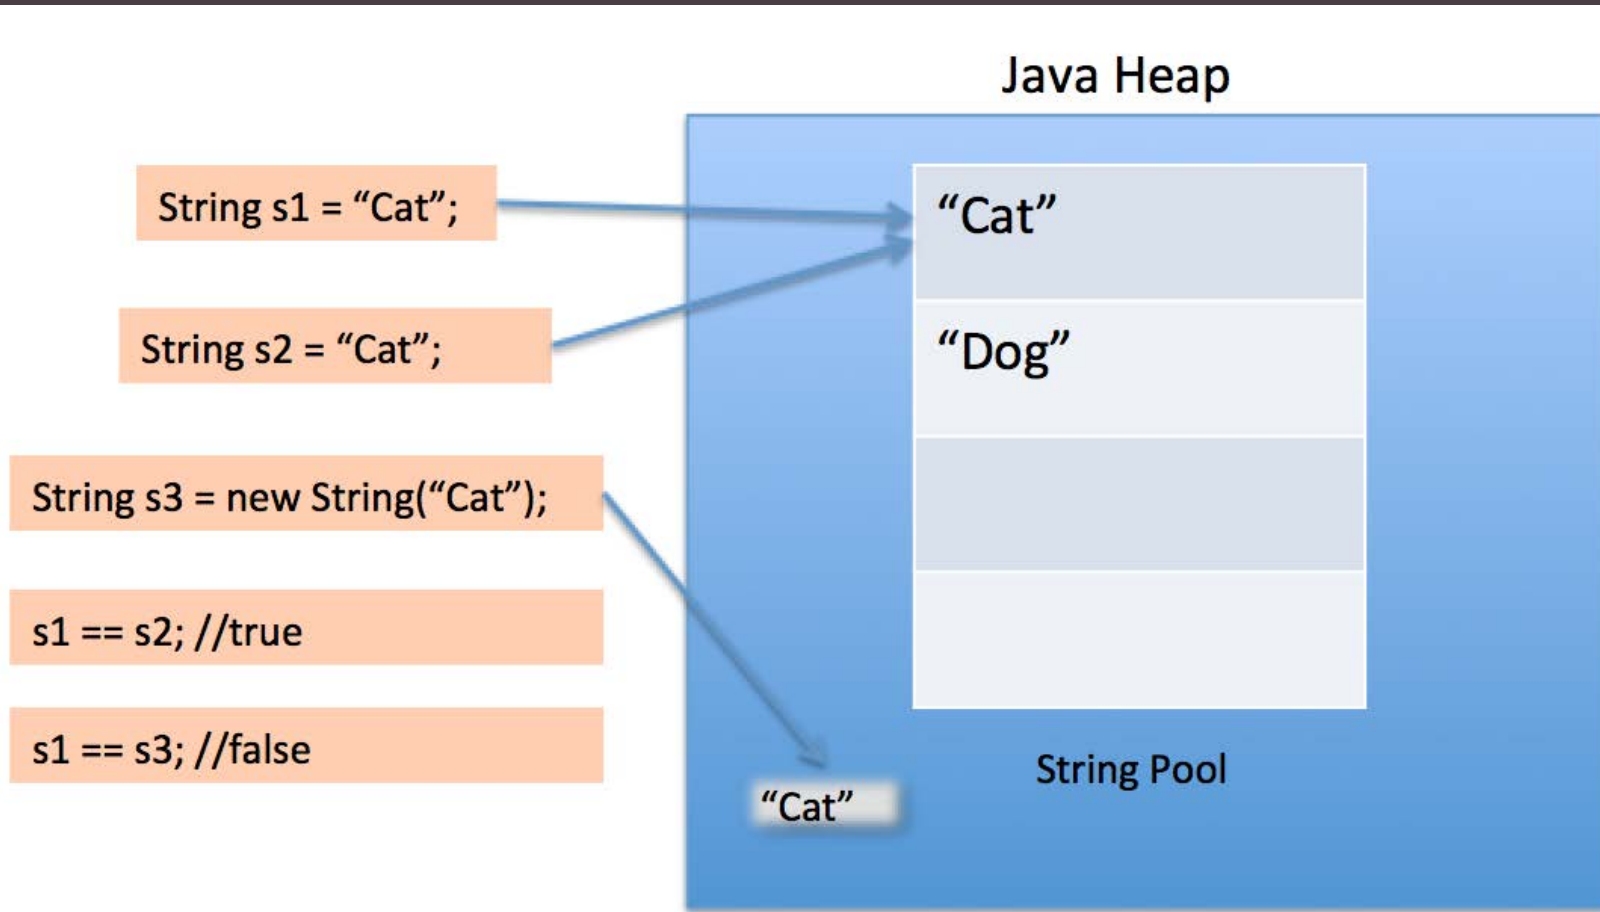 Java Heap
String s1 = “Cat”;
“Cat”
String s2 = “Cat”;
“Dog”
String s3 = new String(“Cat”);
s1 == s2; //true
s1 == s3; //false
String Pool
“Cat”